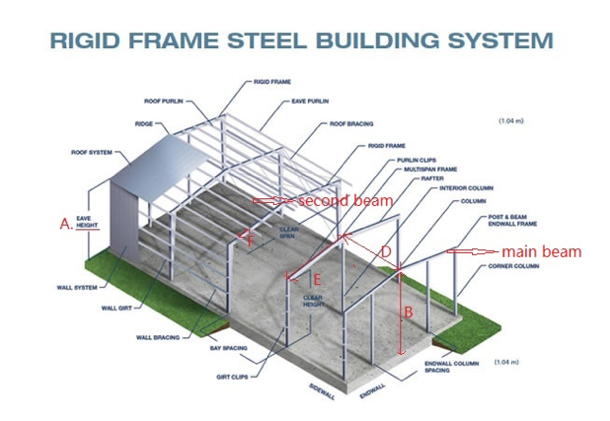 RIGID FRAME STEEL BUILDING SYSTEM
RIGID FRAME
ROOF PURLIN
EAVE PURLIN
RIDGE
ROOF BRACING
(1.04 m)
ROOF SYSTEM
RIGID FRAME
PURLIN CLIPS
MULTISPAN FRAME
RAFTER
INTERIOR COLUMN
COLUMN
second beam
A.
EAVE
HEIGHT
POST & BEAM
ENDWALL FRAME
CLEAR
SPAN
F
D
main beam
CORNER COLUMN
E
WALL SYSTEM
CLEAR
HEIGHT
B
WALL GIRT
WALL BRACING
BAY SPACING
GIRT CLIPS
SIDEWALL
ENDWALL
ENDWALL COLUMN
SPACING
(1.04 m)